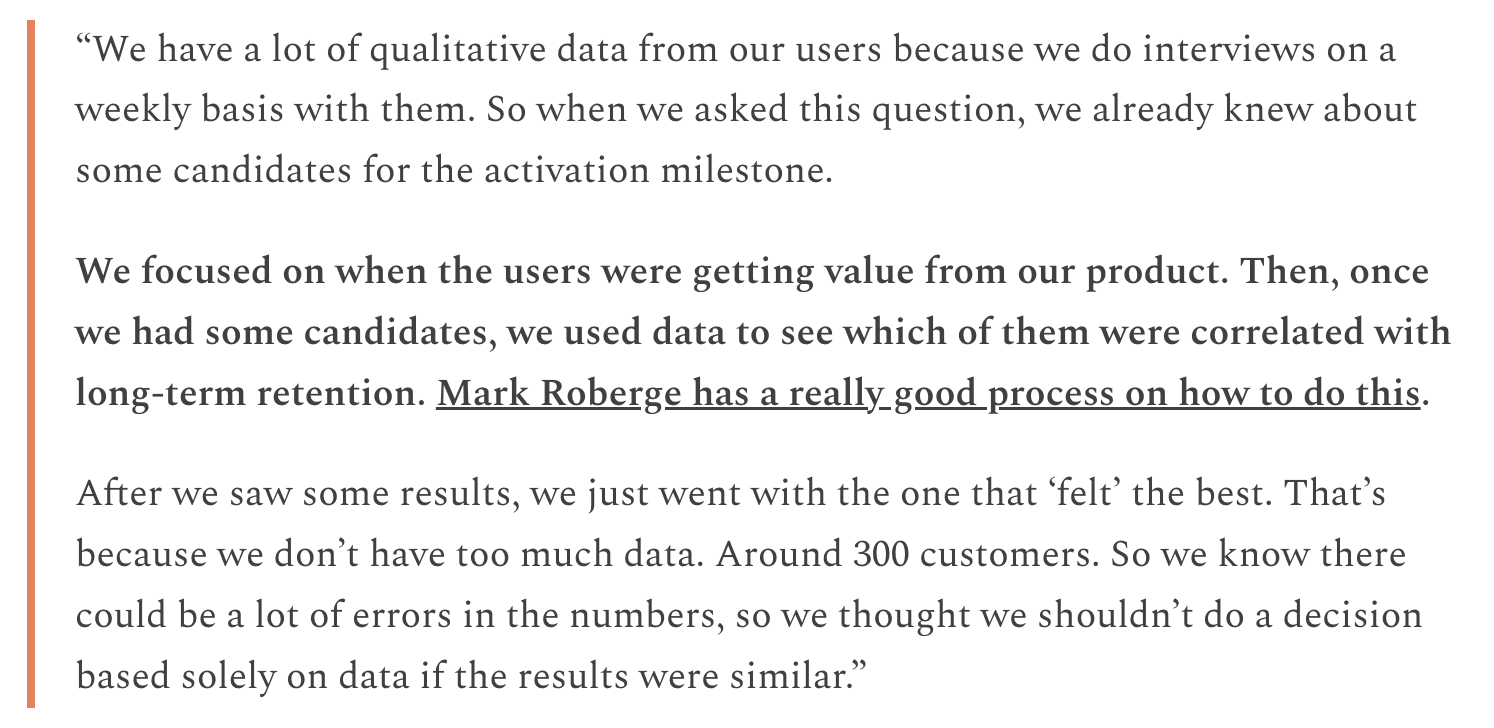 “We have a lot of qualitative data from our users because we do interviews on a
weekly basis with them. So when we asked this question, we already knew about
some candidates for the activation milestone.
We focused on when the users were getting value from our product. Then, once
we had some candidates, we used data to see which of them were correlated with
long-term retention. Mark Roberge has a really good process on how to do this.
After we saw some results, we just went with the one that ‘felt’ the best. That’s
because we don’t have too much data. Around 300 customers. So we know there
could be a lot of errors in the numbers, so we thought we shouldn’t do a decision
based solely on data if the results were similar.”